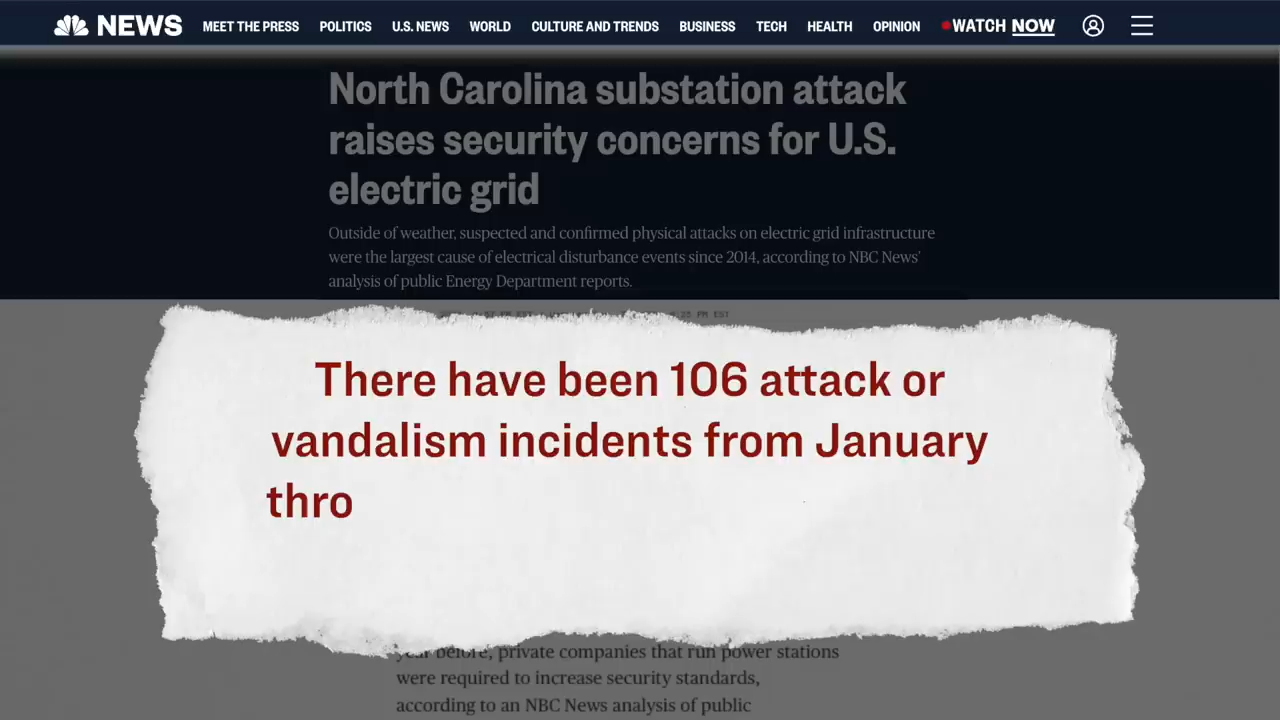 NEWS MEET THE PRESS POLITICS U.S. NEWS WORLD CULTURE AND TRENDS BUSINESS TECH HEALTH OPINION WATCH NOW
North Carolina substation attack
raises security concerns for U.S.
electric grid
Outside of weather, suspected and confirmed physical attacks on electric grid infrastructure
were the largest cause of electrical disturbance events since 2014, according to NBC News’
analysis of public Energy Department reports.
PM EST
There have been 106 attack or
vandalism incidents from January
thro
year before, private companies that run power stations
were required to increase security standards,
according to an NBC News analysis of public